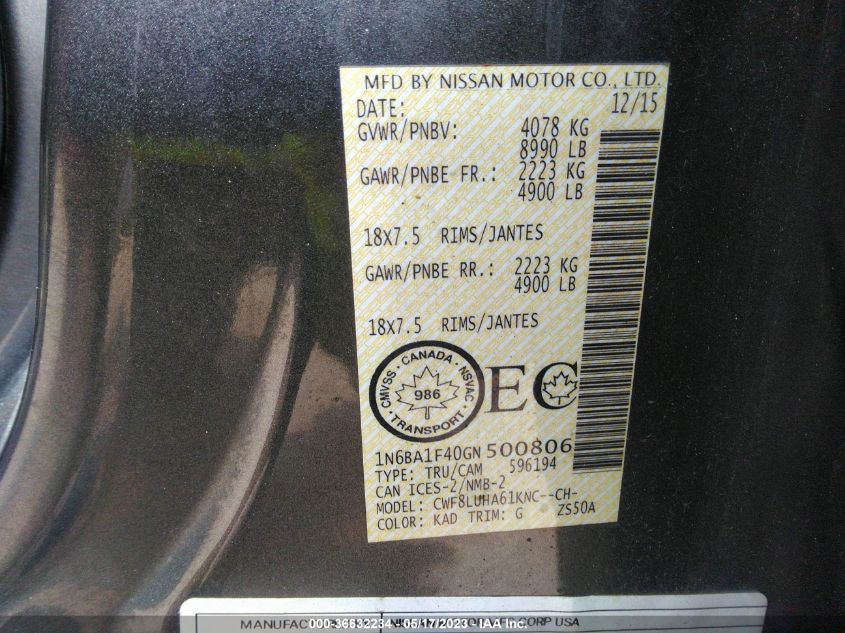 MFD BY NISSAN MOTOR CO., LTD.
DATE: 12/15
GVWR/PNBV: 4078 KG
8990 LB
GAWR/PNBE FR.: 2223 KG
4900 LB
18X7.5 RIMS/JANTES
GAWR/PNBE RR.: 2223 KG
4900 LB
18X7.5 RIMS/JANTES
CANADA
CMVSS NSVAC
986
TRANSPORT
EC
1N6BA1F40GN500806
TYPE: TRU/CAM 596194
CAN ICES-2/NMB-2
MODEL: CWF8LUHA61KNC--CH-
COLOR: KAD TRIM: G ZS50A
000-36632234 - 05/17/2023 - IAA Inc.
CORP USA